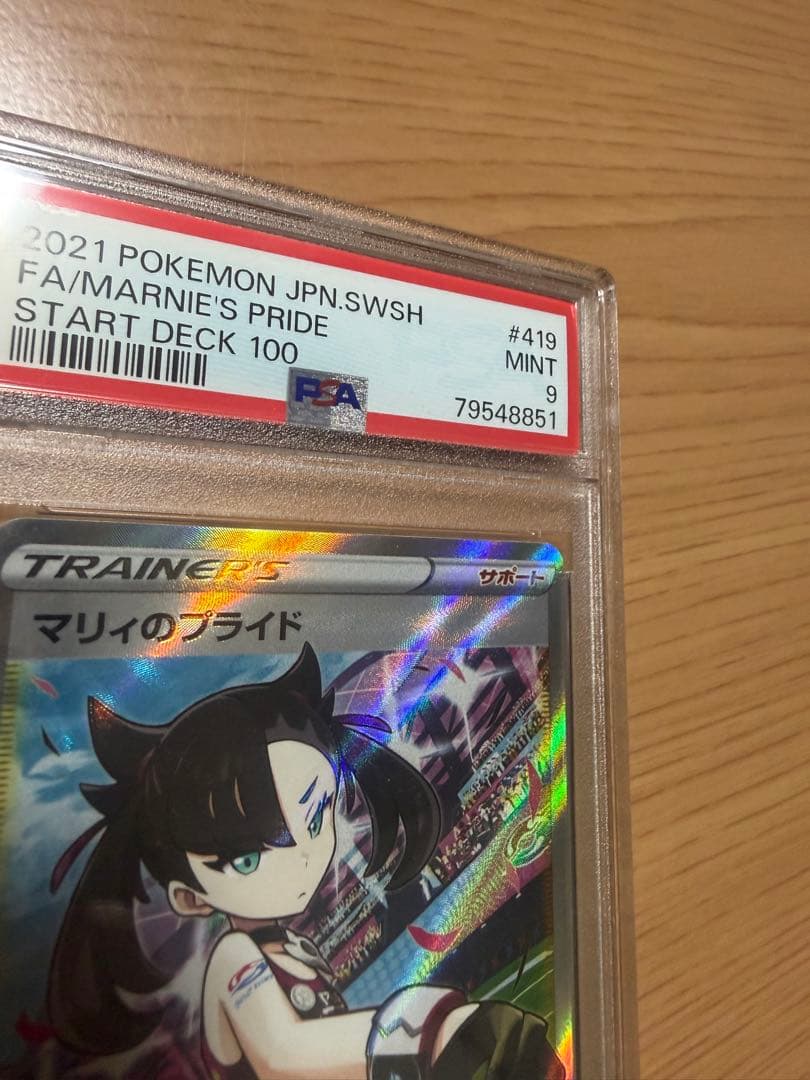 2021 POKEMON JPN.SWSH
#419
FA/MARNIE'S PRIDE
MINT
START DECK 100
9
PSA
79548851
TRAINER'S
サポート
マリィのプライド